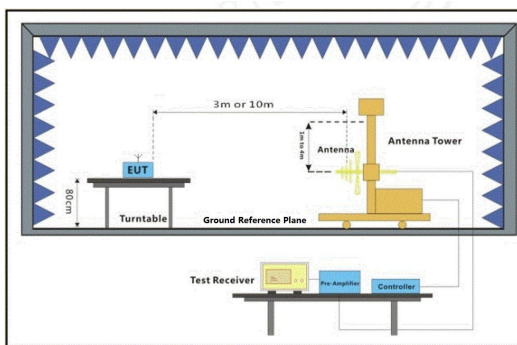 3m or 10m
1m to 4m
Antenna
Antenna Tower
EUT
80cm
Turntable
Ground Reference Plane
Test Receiver
Pre-Amplifier
Controller